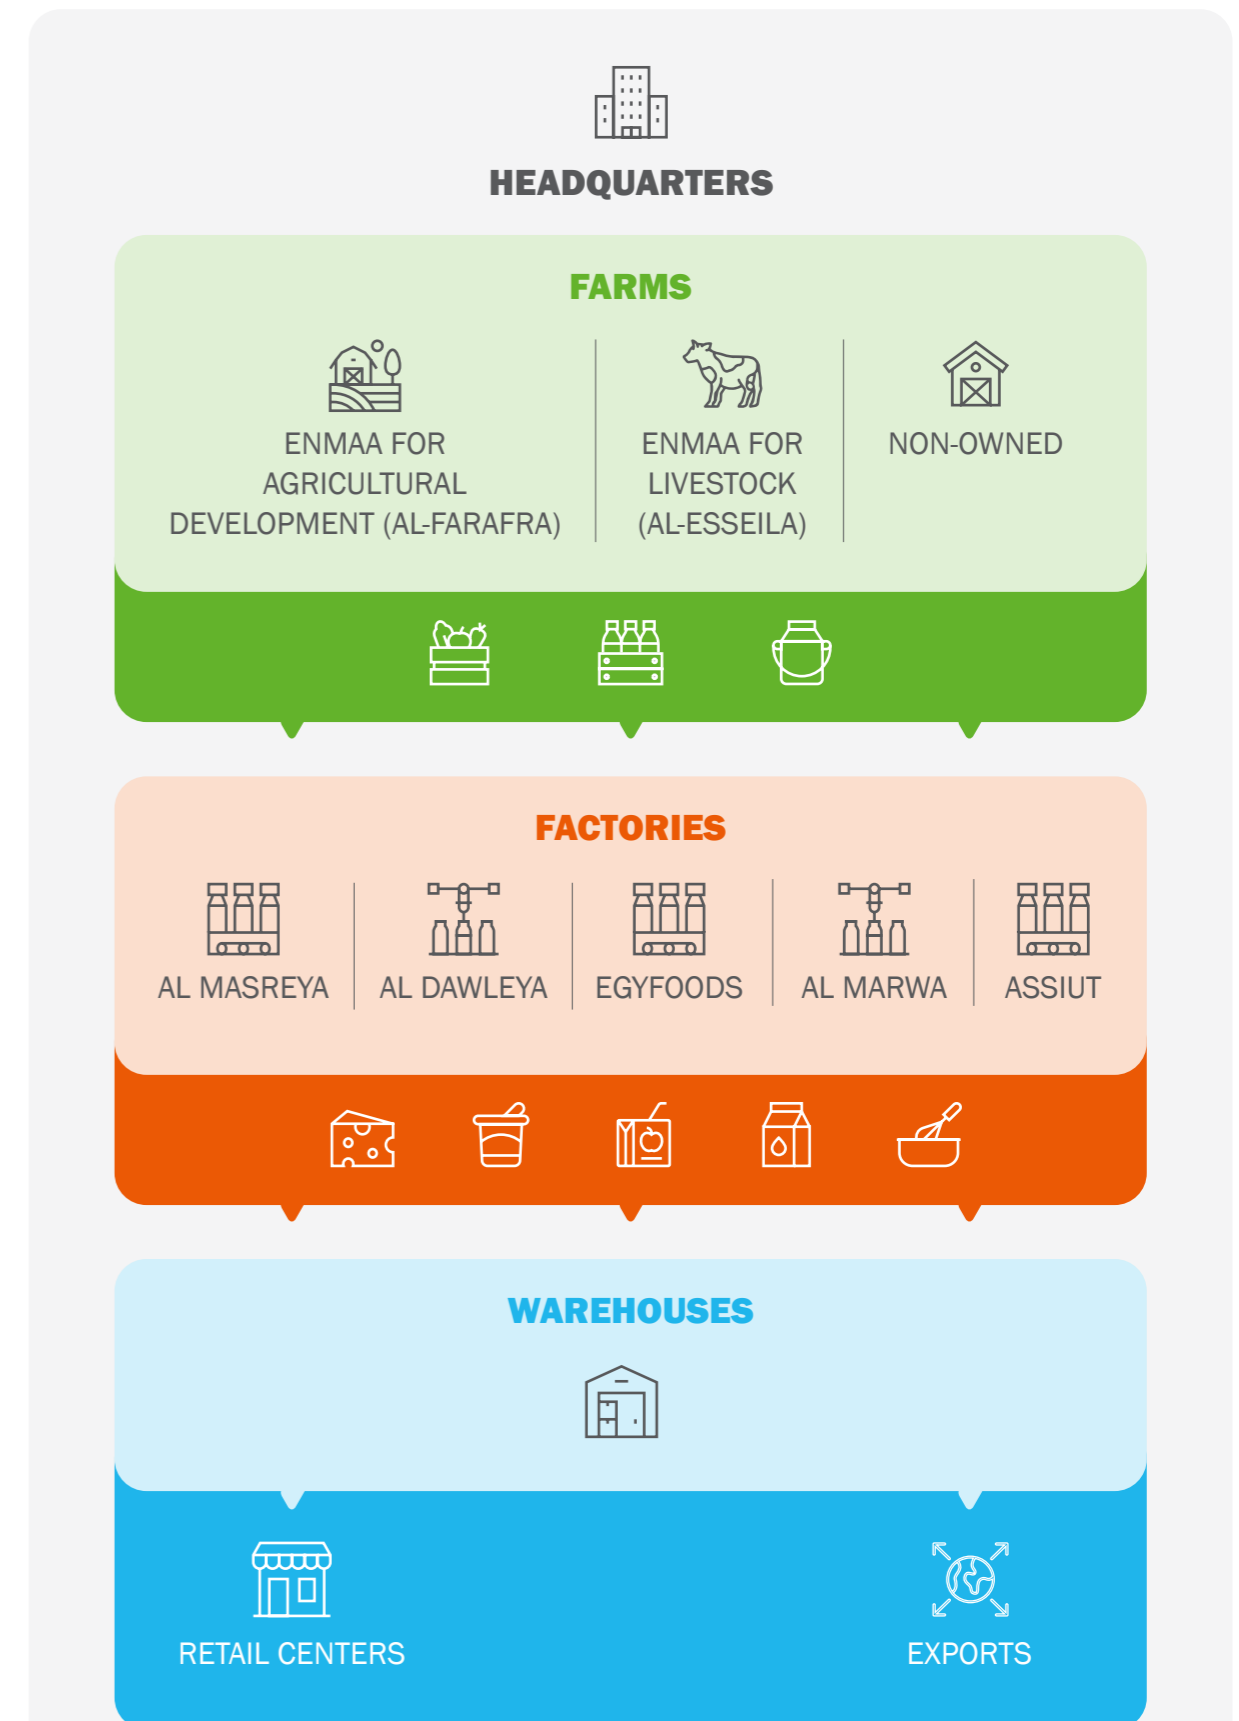 HEADQUARTERS
FARMS
ENMAA FOR
AGRICULTURAL
DEVELOPMENT (AL-FARAFRA)
ENMAA FOR
LIVESTOCK
(AL-ESSEILA)
NON-OWNED
FACTORIES
AL MASREYA
AL DAWLEYA
EGYFOODS
AL MARWA
ASSIUT
WAREHOUSES
RETAIL CENTERS
EXPORTS